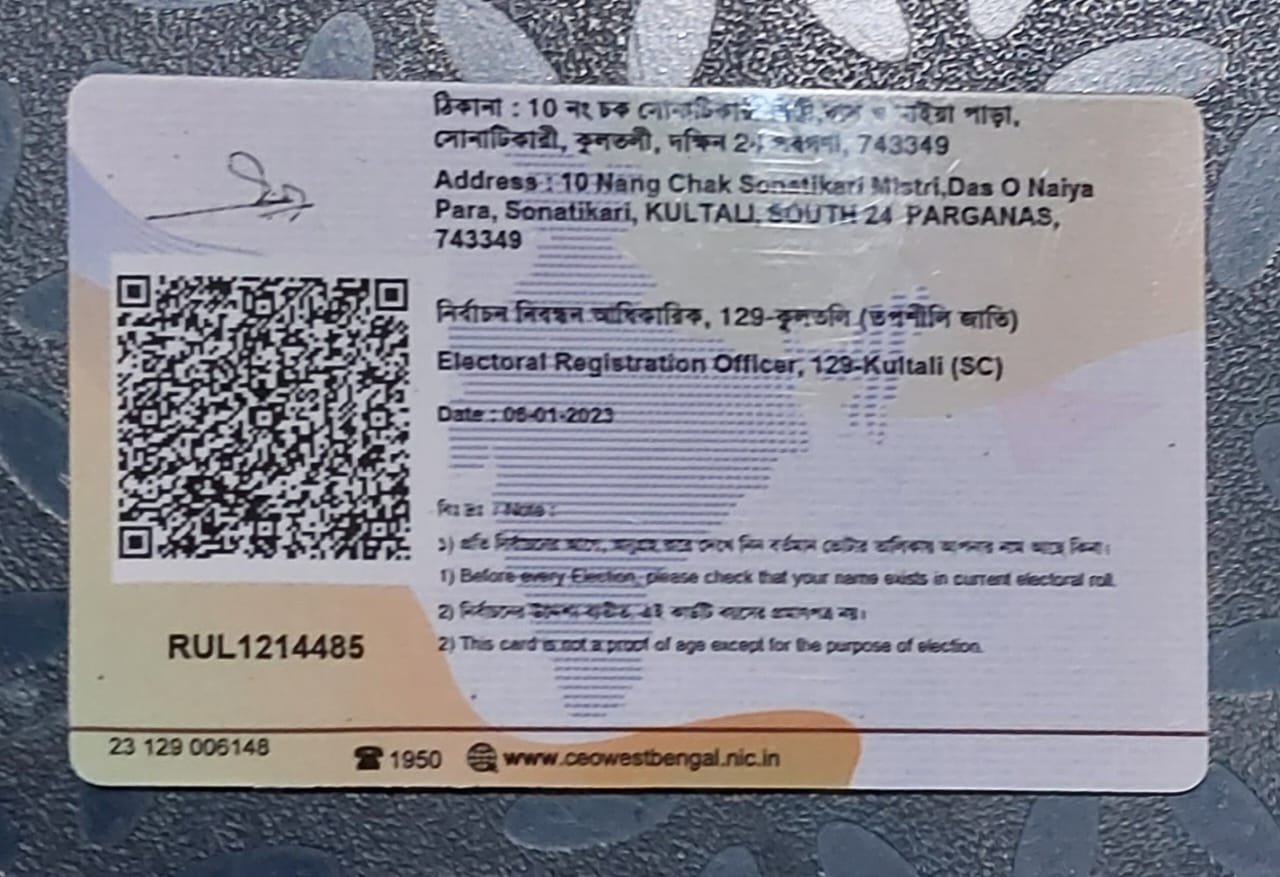 ঠিকানা : 10 নং চক সোনাটিকারী পাড়া,
সোনাটিকারী, কুলতলী, দক্ষিন 24 পরগনা, 743349
Address : 10 Nang Chak Sonatikari Mistri,Das O Naiya
Para, Sonatikari, KULTALI, SOUTH 24 PARGANAS,
743349
নির্বাচন নিবন্ধন আধিকারিক, 129-কুলতলি (তপশীলি জাতি)
Electoral Registration Officer, 129-Kultali (SC)
Date : 06-01-2023
বিঃ দ্রঃ / Note :
১) প্রতি নির্বাচনের আগে, অনুগ্রহ করে দেখে নিন বর্তমান ভোটার তালিকায় আপনার নাম আছে কিনা।
1) Before every Election, please check that your name exists in current electoral roll.
2) নির্বাচনের উদ্দেশ্য ব্যতীত, এই কার্ডটি বয়সের প্রমাণপত্র নয়।
2) This card is not a proof of age except for the purpose of election.
RUL1214485
23 129 006148
1950
www.ceowestbengal.nic.in